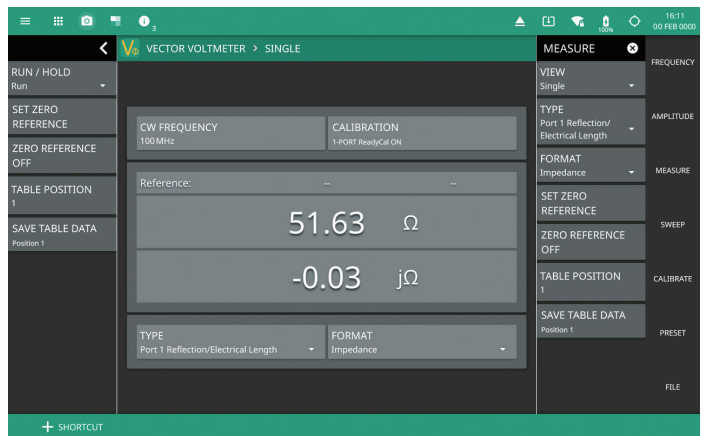 3
100%
16:11
00 FEB 0000
VΦ VECTOR VOLTMETER > SINGLE
RUN / HOLD
Run
SET ZERO
REFERENCE
ZERO REFERENCE
OFF
TABLE POSITION
1
SAVE TABLE DATA
Position 1
CW FREQUENCY
100 MHz
CALIBRATION
1-PORT ReadyCal ON
Reference: -- --
51.63 Ω
-0.03 jΩ
TYPE
Port 1 Reflection/Electrical Length
FORMAT
Impedance
MEASURE
VIEW
Single
TYPE
Port 1 Reflection/
Electrical Length
FORMAT
Impedance
SET ZERO
REFERENCE
ZERO REFERENCE
OFF
TABLE POSITION
1
SAVE TABLE DATA
Position 1
FREQUENCY
AMPLITUDE
MEASURE
SWEEP
CALIBRATE
PRESET
FILE
+ SHORTCUT